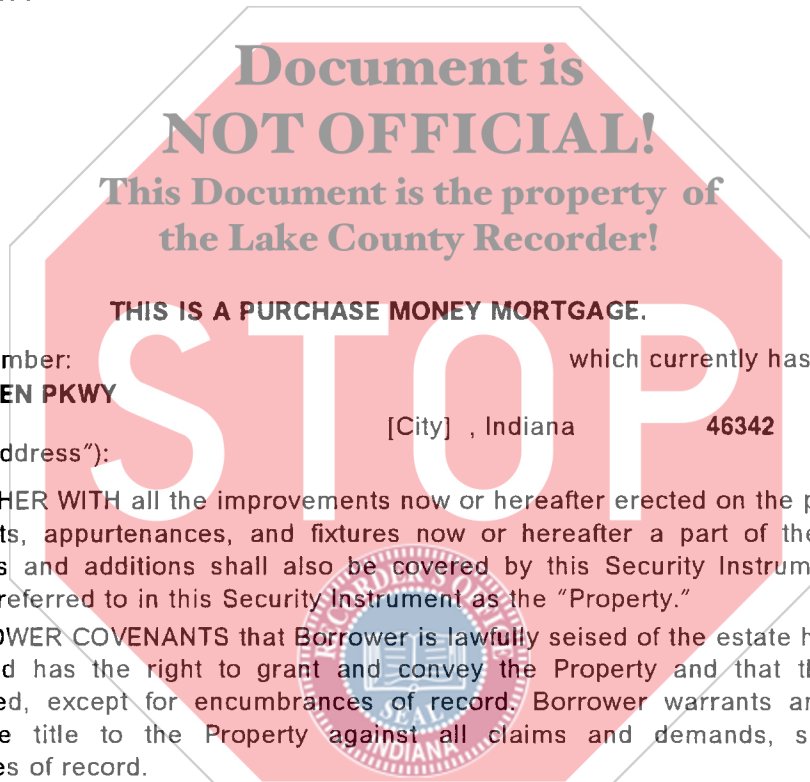 Document is
NOT OFFICIAL!
This Document is the property of
the Lake County Recorder!
STOP
THIS IS A PURCHASE MONEY MORTGAGE.
mber: which currently has
EN PKWY
[City] , Indiana 46342
ddress"):
HER WITH all the improvements now or hereafter erected on the p
ts, appurtenances, and fixtures now or hereafter a part of the
s and additions shall also be covered by this Security Instrum
referred to in this Security Instrument as the "Property."
OWER COVENANTS that Borrower is lawfully seised of the estate h
d has the right to grant and convey the Property and that th
ed, except for encumbrances of record. Borrower warrants an
e title to the Property against all claims and demands, s
es of record.
RECORDER'S OFFICE
SEAL
INDIANA